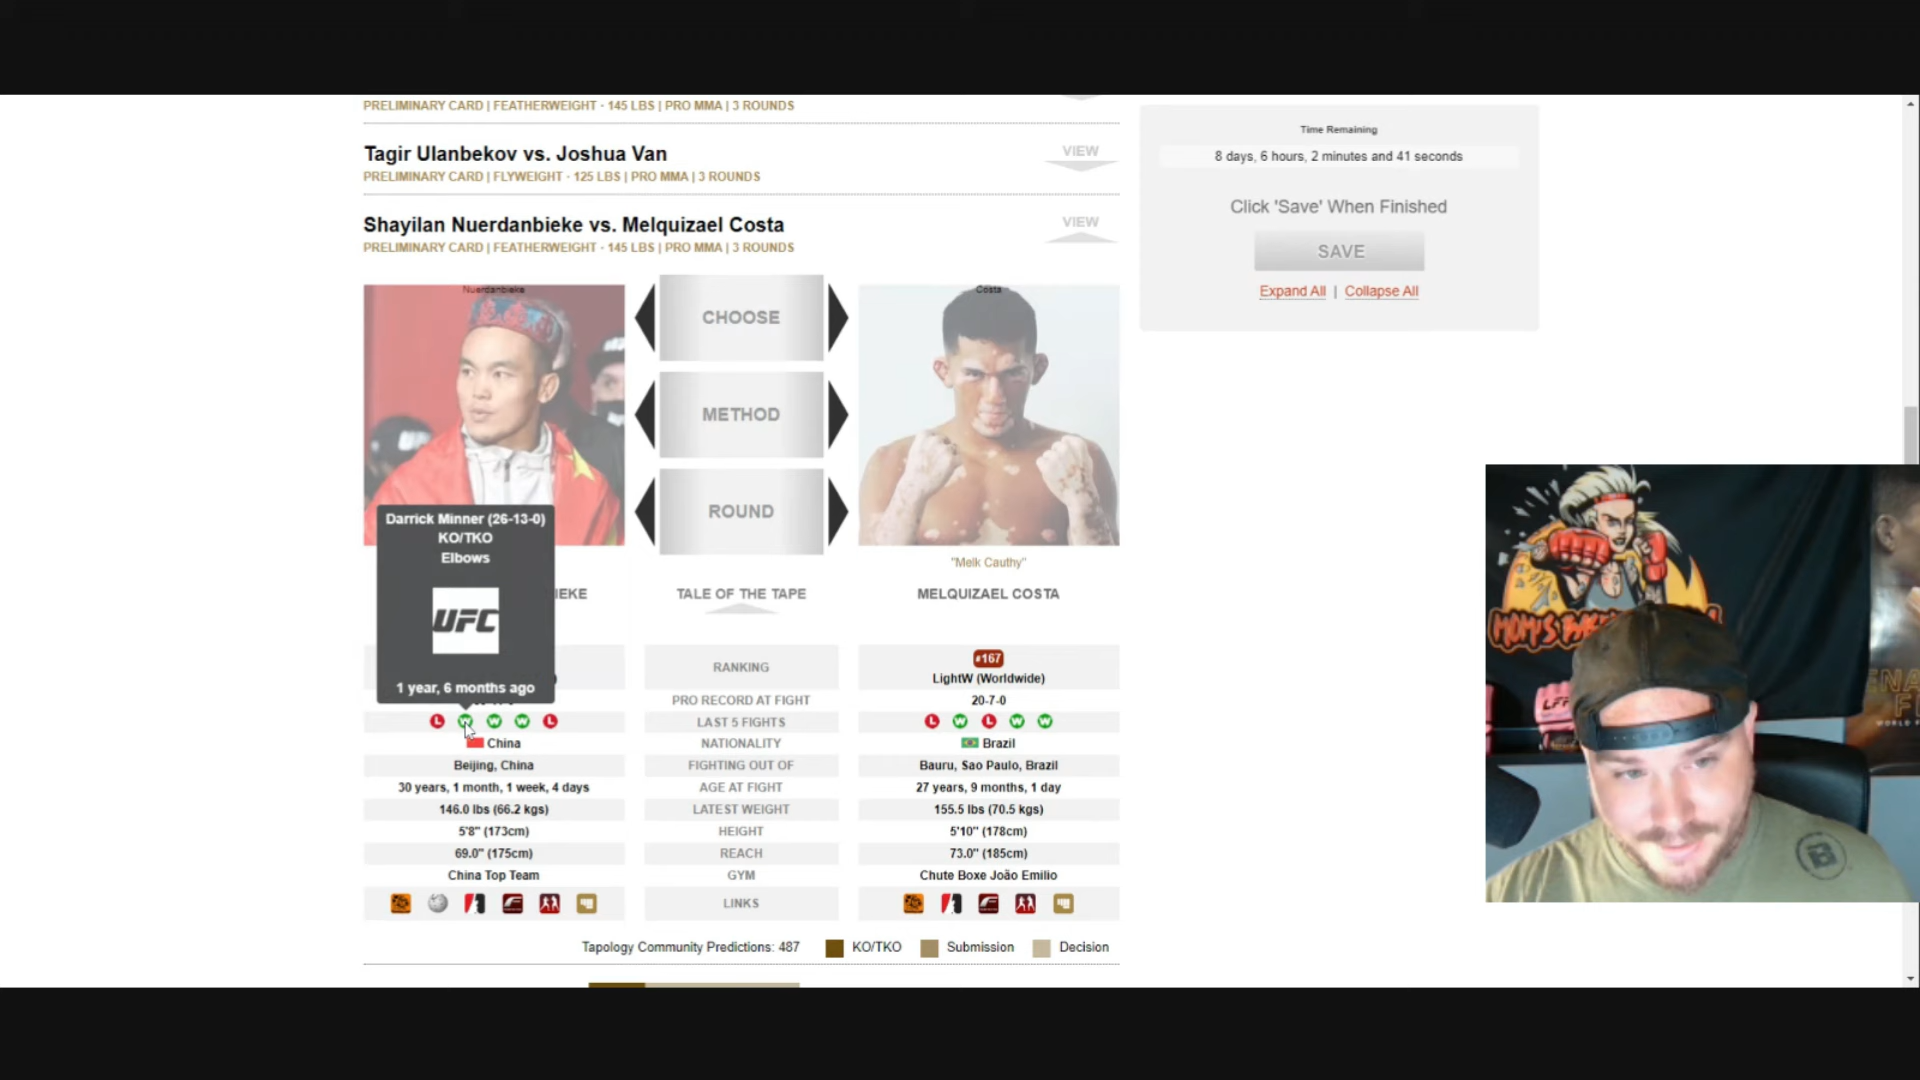 PRELIMINARY CARD | FEATHERWEIGHT · 145 LBS | PRO MMA | 3 ROUNDS
Tagir Ulanbekov vs. Joshua Van
VIEW
PRELIMINARY CARD | FLYWEIGHT · 125 LBS | PRO MMA | 3 ROUNDS
Shayilan Nuerdanbieke vs. Melquizael Costa
VIEW
PRELIMINARY CARD | FEATHERWEIGHT · 145 LBS | PRO MMA | 3 ROUNDS
Time Remaining
8 days, 6 hours, 2 minutes and 41 seconds
Click 'Save' When Finished
SAVE
Expand All | Collapse All
Nuerdanbieke
Costa
CHOOSE
METHOD
ROUND
Darrick Minner (26-13-0)
KO/TKO
Elbows
UFC
1 year, 6 months ago
"Melk Cauthy"
IEKE
TALE OF THE TAPE
MELQUIZAEL COSTA
RANKING
#167
LightW (Worldwide)
PRO RECORD AT FIGHT
20-7-0
L W W W L
LAST 5 FIGHTS
L W L W W
China
NATIONALITY
Brazil
Beijing, China
FIGHTING OUT OF
Bauru, Sao Paulo, Brazil
30 years, 1 month, 1 week, 4 days
AGE AT FIGHT
27 years, 9 months, 1 day
146.0 lbs (66.2 kgs)
LATEST WEIGHT
155.5 lbs (70.5 kgs)
5'8" (173cm)
HEIGHT
5'10" (178cm)
69.0" (175cm)
REACH
73.0" (185cm)
China Top Team
GYM
Chute Boxe João Emilio
LINKS
Tapology Community Predictions: 487
KO/TKO
Submission
Decision
MOM'S